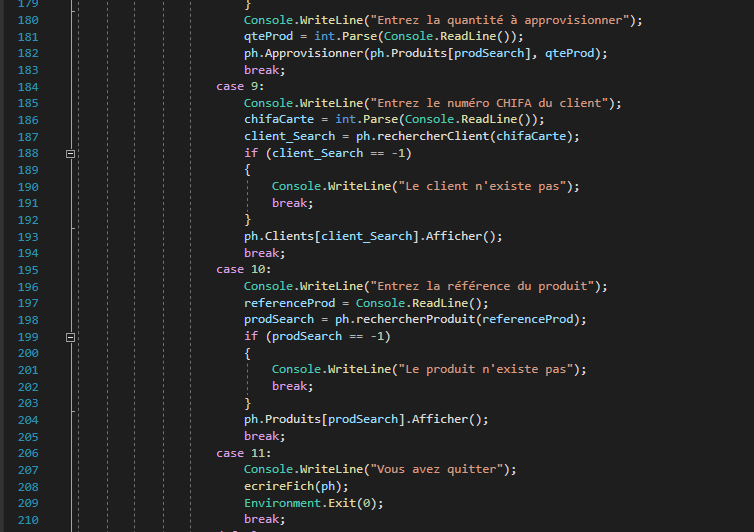 179 }
180 Console.WriteLine("Entrez la quantité à approvisionner");
181 qteProd = int.Parse(Console.ReadLine());
182 ph.Approvisionner(ph.Produits[prodSearch], qteProd);
183 break;
184 case 9:
185 Console.WriteLine("Entrez le numéro CHIFA du client");
186 chifaCarte = int.Parse(Console.ReadLine());
187 client_Search = ph.rechercherClient(chifaCarte);
188 if (client_Search == -1)
189 {
190 Console.WriteLine("Le client n'existe pas");
191 break;
192 }
193 ph.Clients[client_Search].Afficher();
194 break;
195 case 10:
196 Console.WriteLine("Entrez la référence du produit");
197 referenceProd = Console.ReadLine();
198 prodSearch = ph.rechercherProduit(referenceProd);
199 if (prodSearch == -1)
200 {
201 Console.WriteLine("Le produit n'existe pas");
202 break;
203 }
204 ph.Produits[prodSearch].Afficher();
205 break;
206 case 11:
207 Console.WriteLine("Vous avez quitter");
208 ecrireFich(ph);
209 Environment.Exit(0);
210 break;